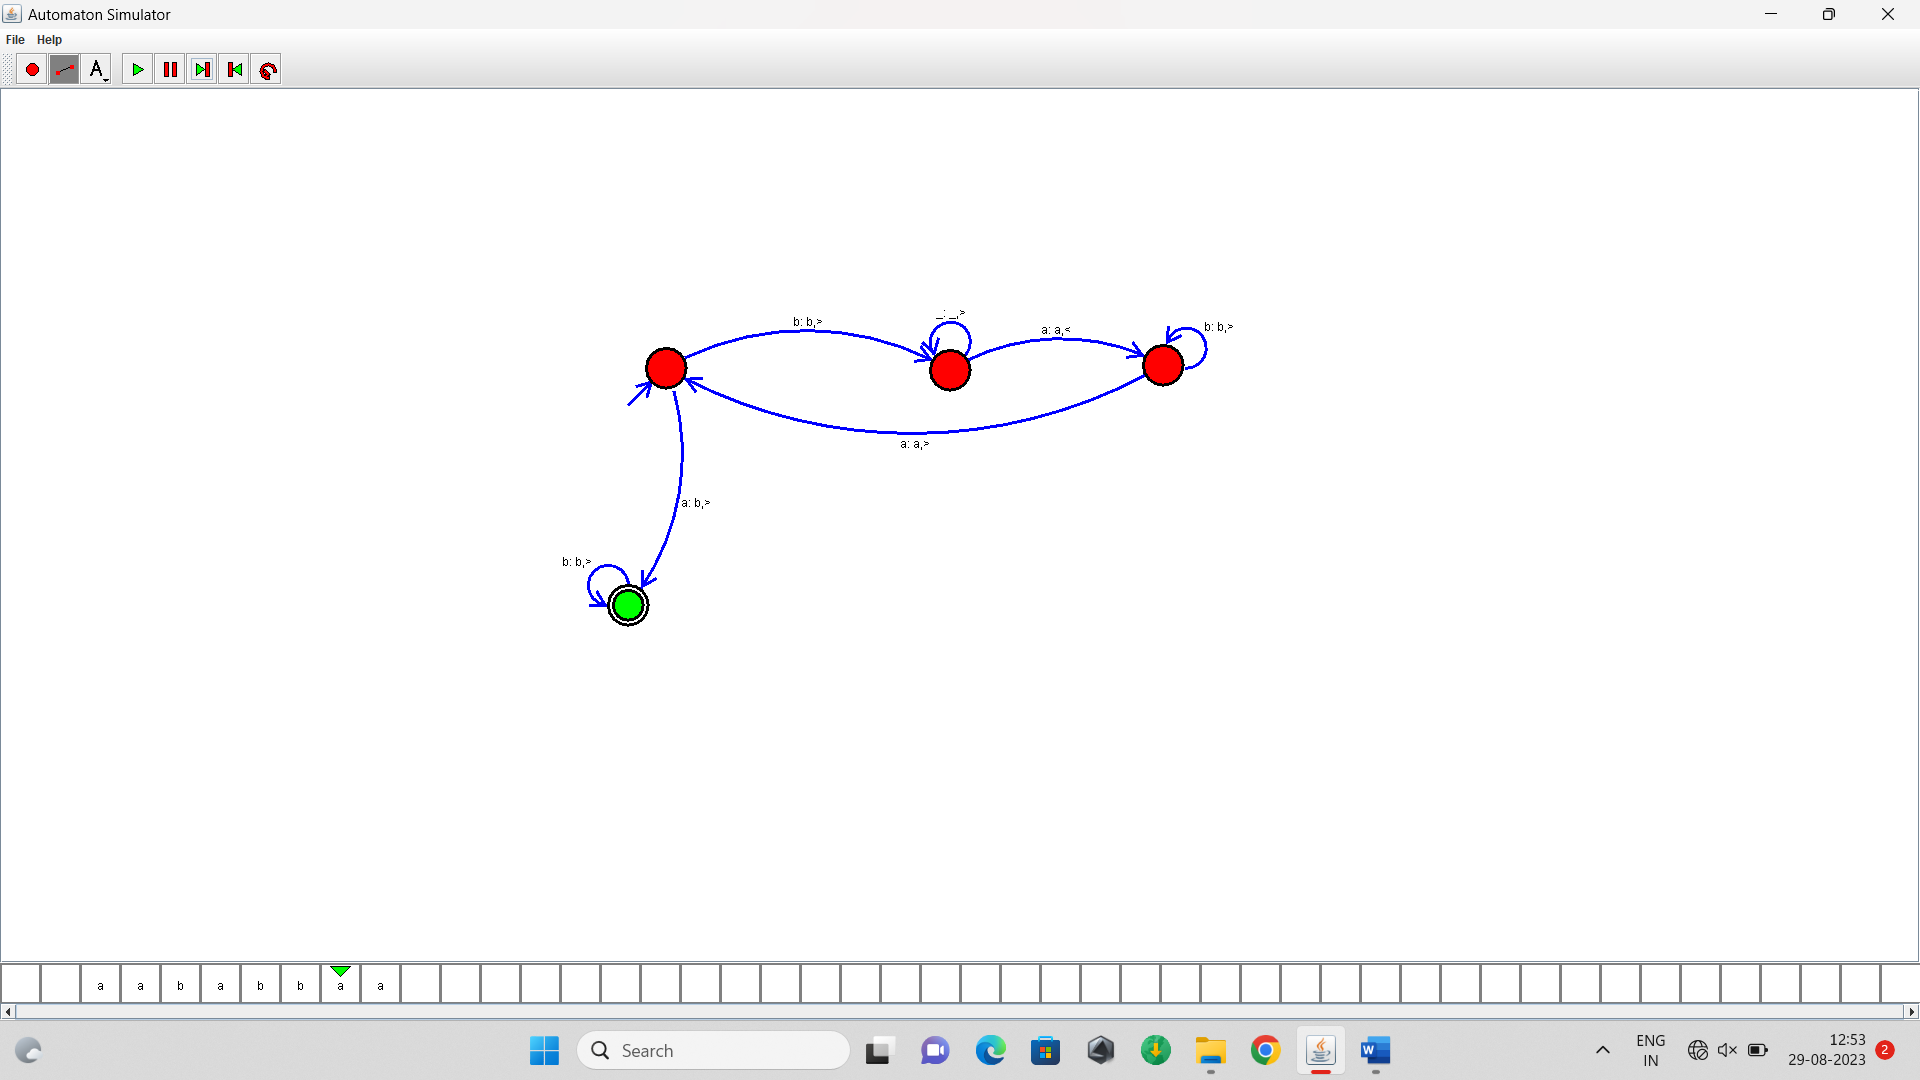 Automaton Simulator
File Help
A
_: _,>
b: b,>
a: a,<
b: b,>
a: a,>
a: b,>
b: b,>
a a b a b b a a
Search
ENG
IN
12:53
29-08-2023
2